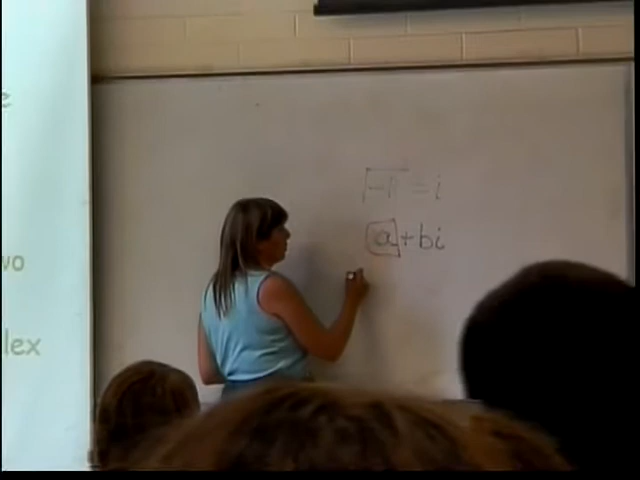 √-1 = i
a+bi
e
wo
lex